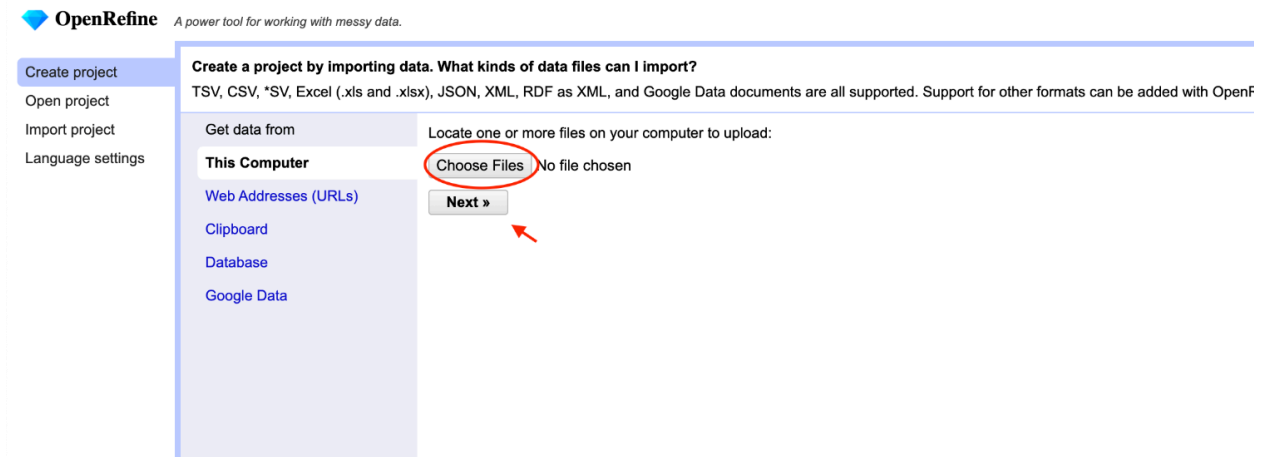 OpenRefine A power tool for working with messy data.
Create project
Open project
Import project
Language settings
Create a project by importing data. What kinds of data files can I import?
TSV, CSV, *SV, Excel (.xls and .xlsx), JSON, XML, RDF as XML, and Google Data documents are all supported. Support for other formats can be added with OpenF
Get data from
This Computer
Web Addresses (URLs)
Clipboard
Database
Google Data
Locate one or more files on your computer to upload:
Choose Files No file chosen
Next »